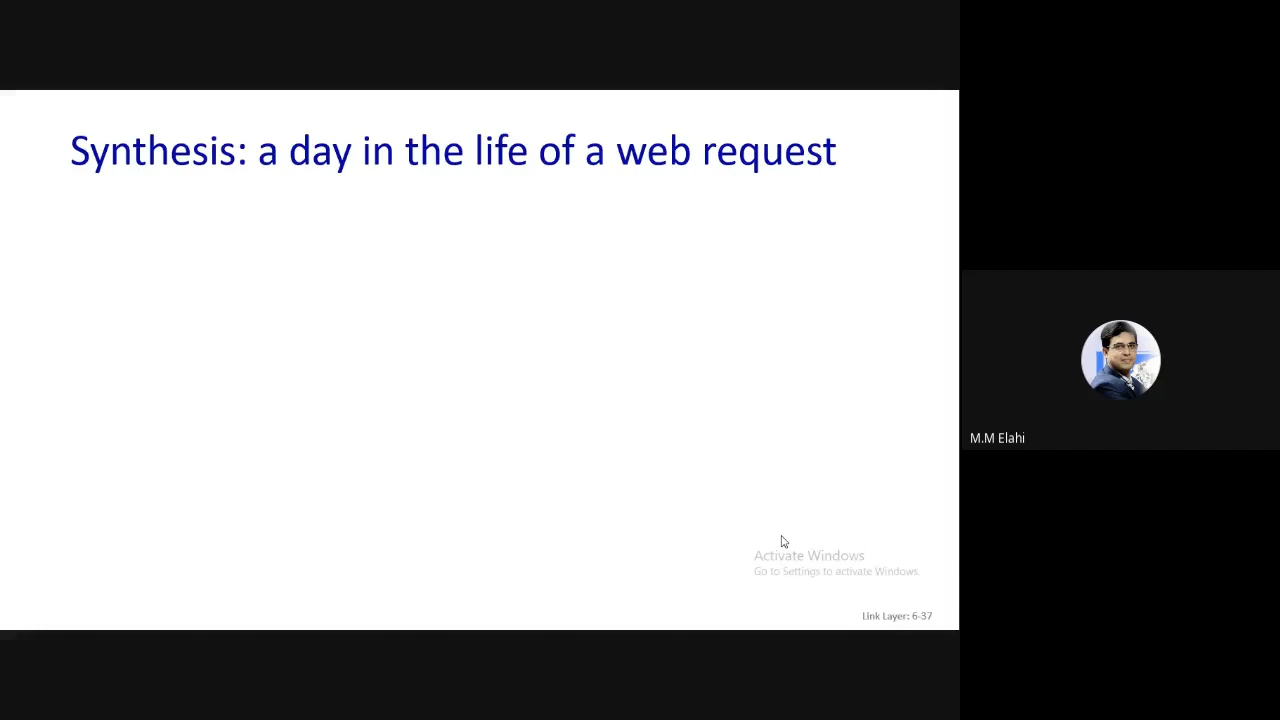 Synthesis: a day in the life of a web request
M.M Elahi
Activate Windows
Go to Settings to activate Windows.
Link Layer: 6-37